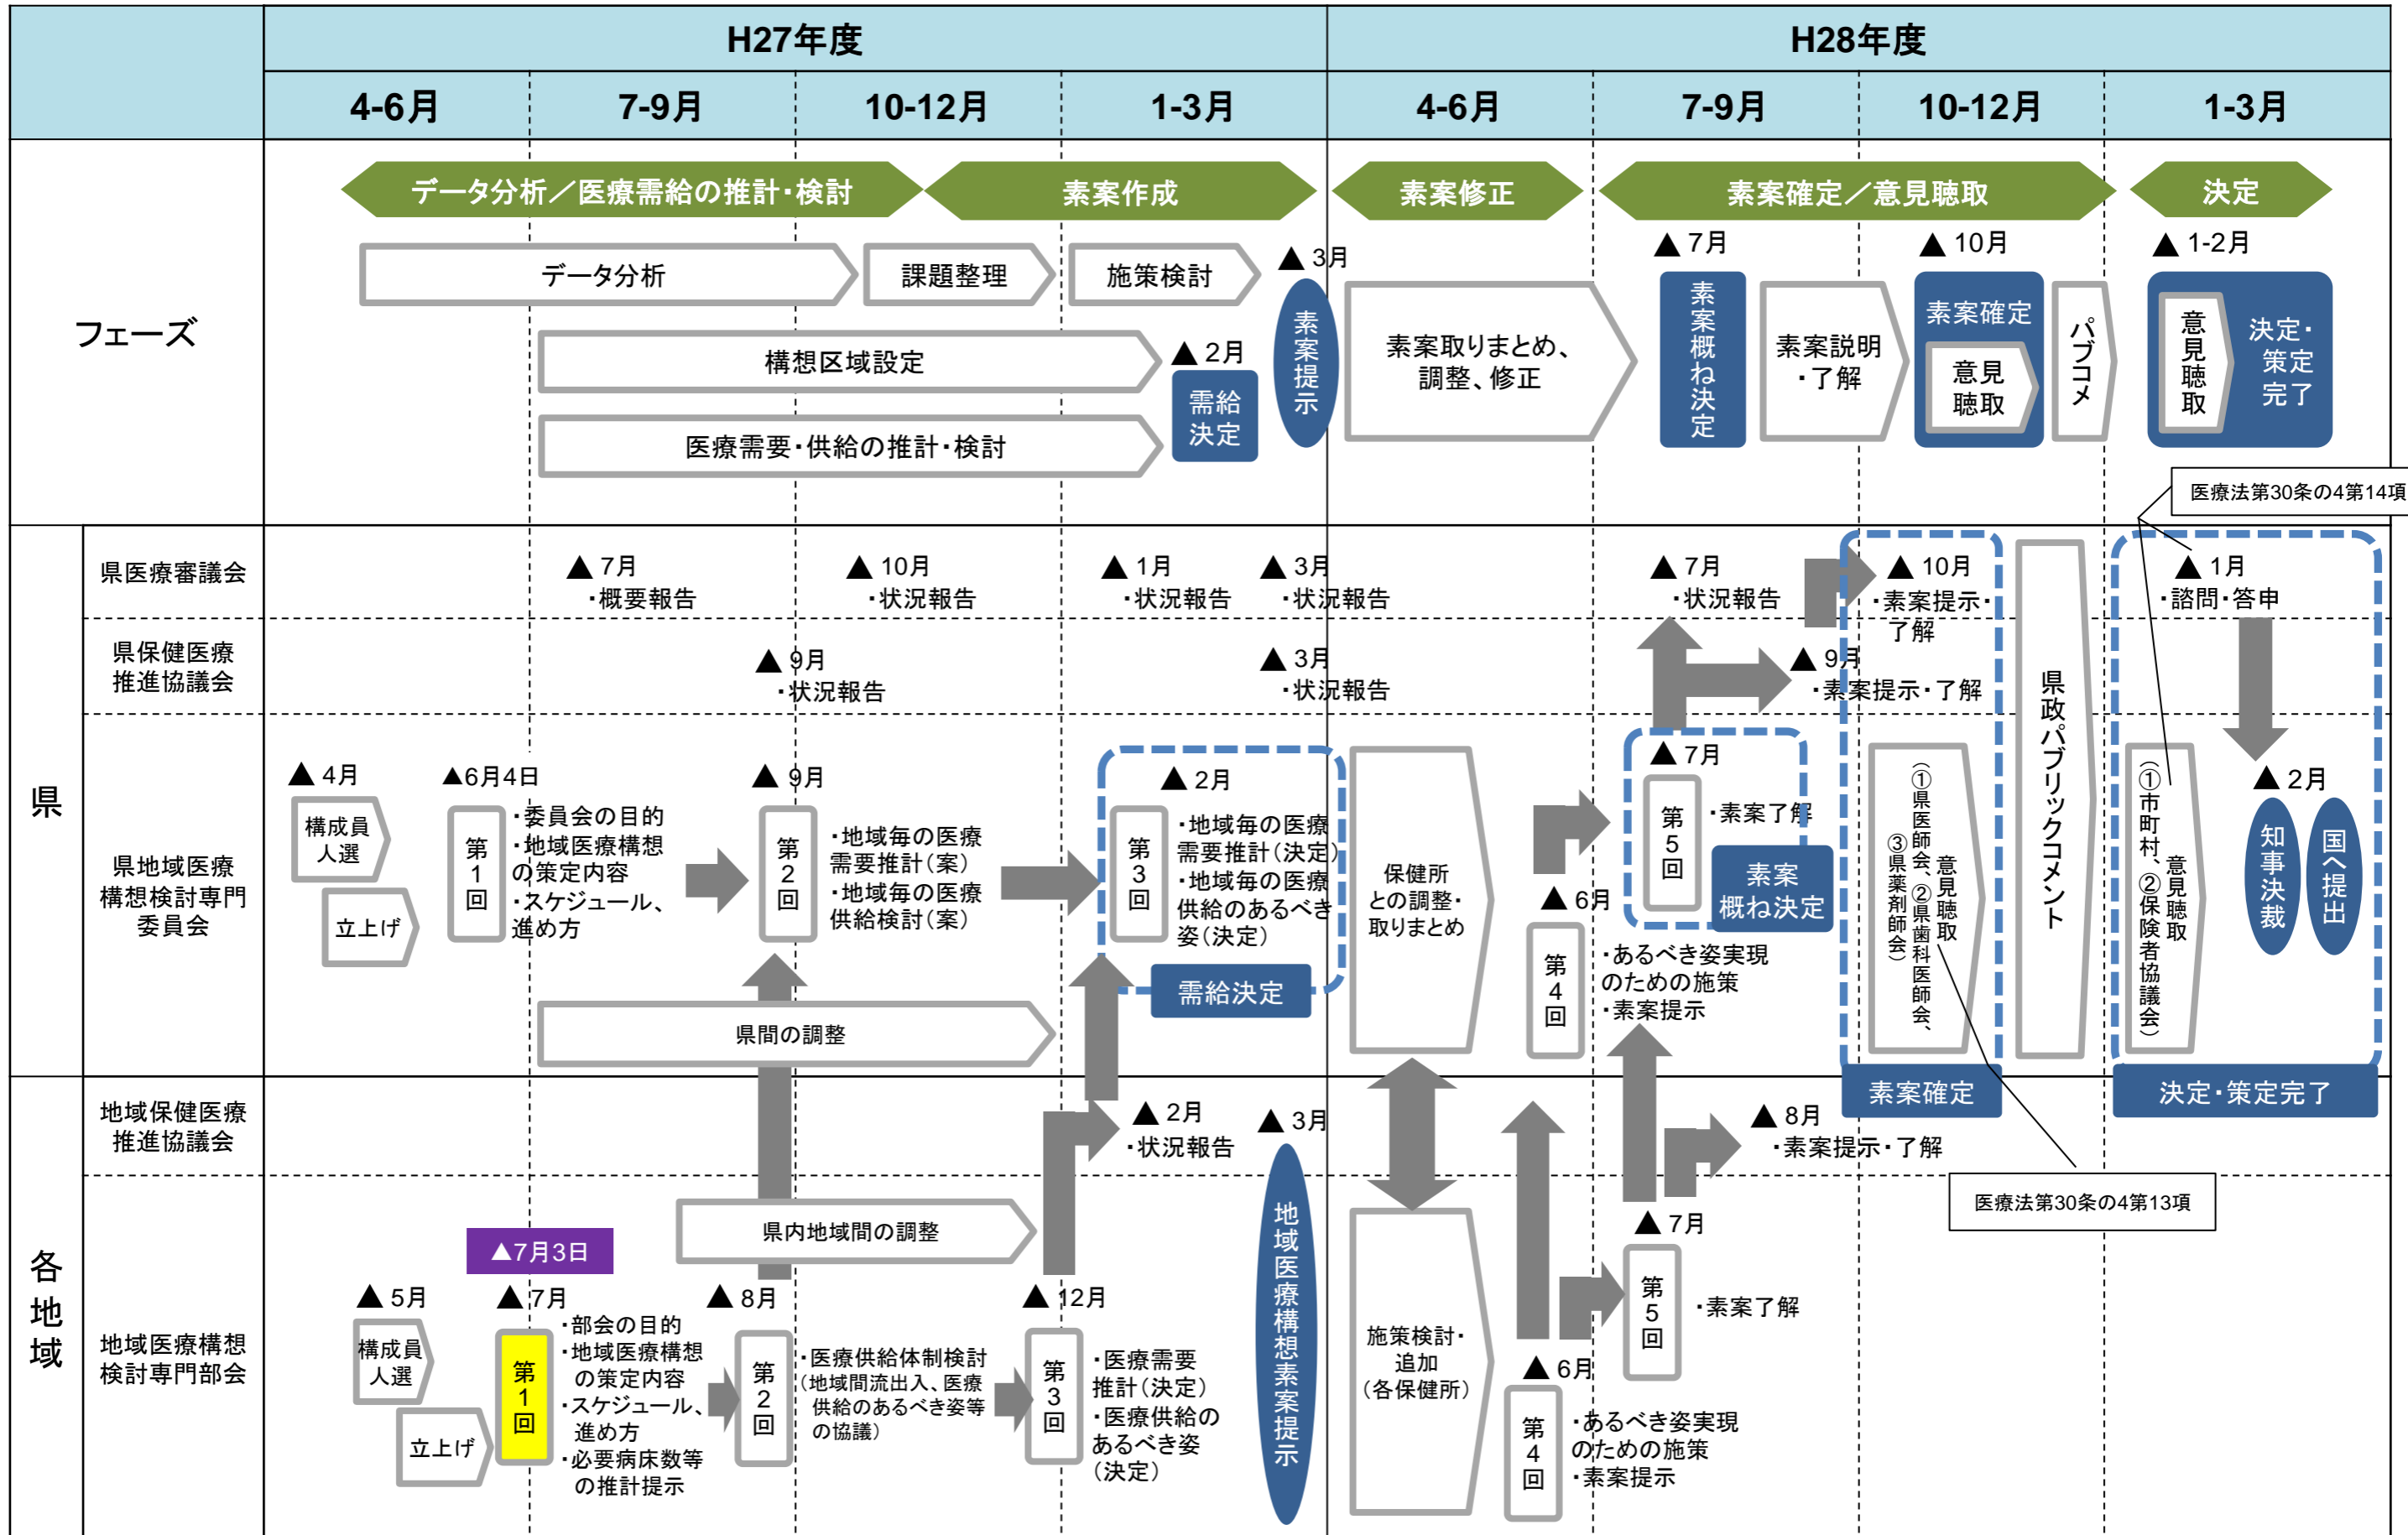 H27年度
H28年度
4-6月
7-9月
10-12月
1-3月
4-6月
7-9月
10-12月
1-3月
フェーズ
データ分析／医療需給の推計・検討
素案作成
素案修正
素案確定／意見聴取
決定
データ分析
課題整理
施策検討
▲ 3月
素案提示
構想区域設定
医療需要・供給の推計・検討
▲ 2月
需給
決定
素案取りまとめ、
調整、修正
▲ 7月
素案概ね決定
素案説明
・了解
▲ 10月
素案確定
意見
聴取
パブコメ
▲ 1-2月
意見聴取
決定・
策定
完了
医療法第30条の4第14項
県
県医療審議会
▲ 7月
・概要報告
▲ 10月
・状況報告
▲ 1月
・状況報告
▲ 3月
・状況報告
▲ 7月
・状況報告
▲ 10月
・素案提示・
了解
▲ 1月
・諮問・答申
県保健医療
推進協議会
▲ 9月
・状況報告
▲ 3月
・状況報告
▲ 9月
・素案提示・了解
県地域医療
構想検討専門
委員会
▲ 4月
構成員
人選
立上げ
▲6月4日
第1回
・委員会の目的
・地域医療構想
の策定内容
・スケジュール、
進め方
▲ 9月
第2回
・地域毎の医療
需要推計（案）
・地域毎の医療
供給検討（案）
▲ 2月
第3回
・地域毎の医療
需要推計（決定）
・地域毎の医療
供給のあるべき
姿（決定）
需給決定
県間の調整
保健所
との調整・
取りまとめ
▲ 6月
第4回
・あるべき姿実現
のための施策
・素案提示
▲ 7月
第5回
・素案了解
素案
概ね決定
意見聴取
（①県医師会、②県歯科医師会、
③県薬剤師会）
素案確定
県政パブリックコメント
意見聴取
（①市町村、②保険者協議会）
▲ 2月
知事決裁
国へ提出
決定・策定完了
各地域
地域保健医療
推進協議会
▲ 2月
・状況報告
▲ 3月
地域医療構想素案提示
▲ 8月
・素案提示・了解
医療法第30条の4第13項
地域医療構想
検討専門部会
県内地域間の調整
▲7月3日
▲ 5月
構成員
人選
立上げ
▲ 7月
第1回
・部会の目的
・地域医療構想
の策定内容
・スケジュール、
進め方
・必要病床数等
の推計提示
▲ 8月
第2回
・医療供給体制検討
（地域間流出入、医療
供給のあるべき姿等
の協議）
▲ 12月
第3回
・医療需要
推計（決定）
・医療供給の
あるべき姿
（決定）
施策検討・
追加
（各保健所）
▲ 6月
第4回
・あるべき姿実現
のための施策
・素案提示
▲ 7月
第5回
・素案了解